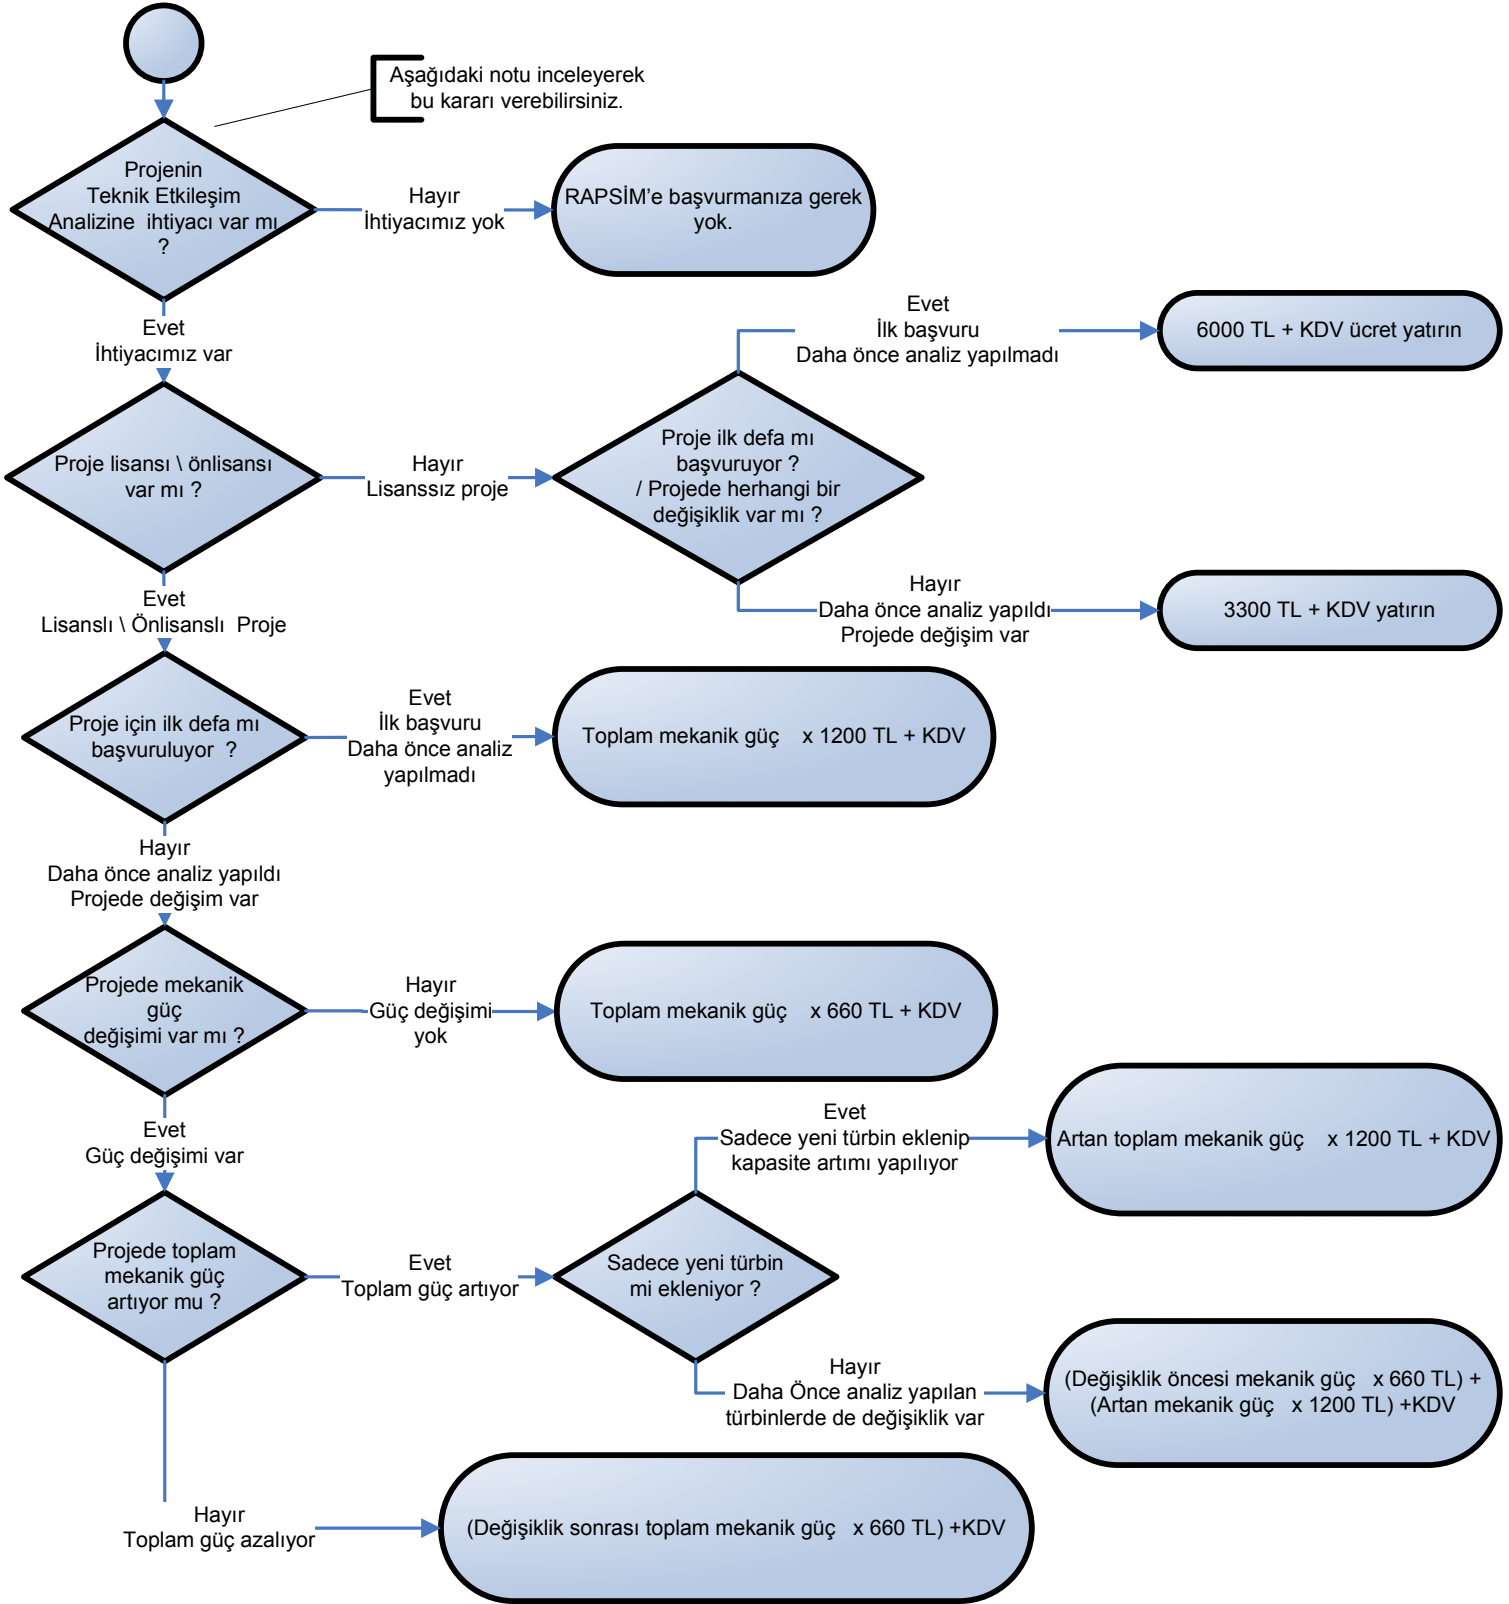 Aşağıdaki notu inceleyerek
bu kararı verebilirsiniz.
Projenin
Teknik Etkileşim
Analizine ihtiyacı var mı
?
Hayır
İhtiyacımız yok
RAPSİM’e başvurmanıza gerek
yok.
Evet
İhtiyacımız var
Evet
İlk başvuru
Daha önce analiz yapılmadı
6000 TL + KDV ücret yatırın
Proje lisansı \ önlisansı
var mı ?
Hayır
Lisanssız proje
Proje ilk defa mı
başvuruyor ?
/ Projede herhangi bir
değişiklik var mı ?
Hayır
Daha önce analiz yapıldı
Projede değişim var
3300 TL + KDV yatırın
Evet
Lisanslı \ Önlisanslı Proje
Proje için ilk defa mı
başvuruluyor ?
Evet
İlk başvuru
Daha önce analiz
yapılmadı
Toplam mekanik güç x 1200 TL + KDV
Hayır
Daha önce analiz yapıldı
Projede değişim var
Projede mekanik
güç
değişimi var mı ?
Hayır
Güç değişimi
yok
Toplam mekanik güç x 660 TL + KDV
Evet
Güç değişimi var
Evet
Sadece yeni türbin eklenip
kapasite artımı yapılıyor
Artan toplam mekanik güç x 1200 TL + KDV
Projede toplam
mekanik güç
artıyor mu ?
Evet
Toplam güç artıyor
Sadece yeni türbin
mi ekleniyor ?
Hayır
Daha Önce analiz yapılan
türbinlerde de değişiklik var
(Değişiklik öncesi mekanik güç x 660 TL) +
(Artan mekanik güç x 1200 TL) +KDV
Hayır
Toplam güç azalıyor
(Değişiklik sonrası toplam mekanik güç x 660 TL) +KDV